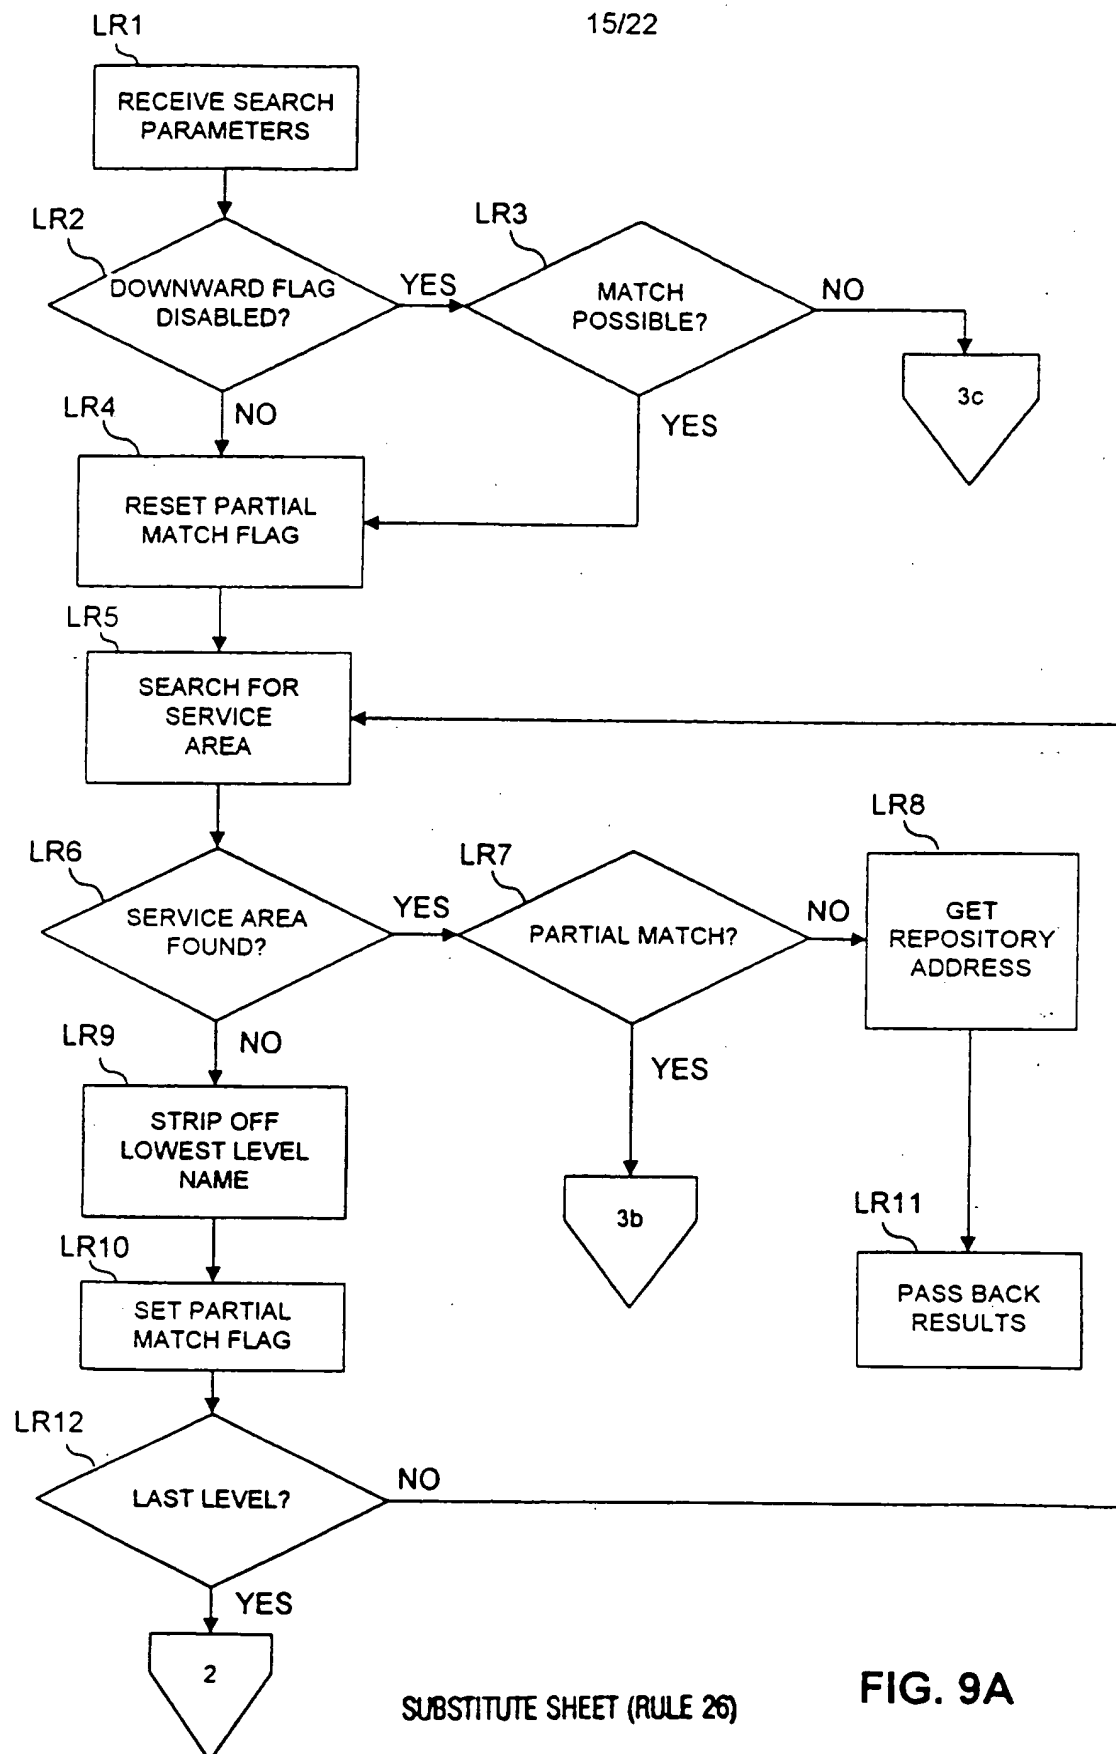 15/22
LR1
RECEIVE SEARCH
PARAMETERS
LR2
DOWNWARD FLAG
DISABLED?
YES
LR3
MATCH
POSSIBLE?
NO
3c
NO
YES
LR4
RESET PARTIAL
MATCH FLAG
LR5
SEARCH FOR
SERVICE
AREA
LR6
SERVICE AREA
FOUND?
YES
LR7
PARTIAL MATCH?
NO
LR8
GET
REPOSITORY
ADDRESS
NO
YES
LR9
STRIP OFF
LOWEST LEVEL
NAME
3b
LR11
PASS BACK
RESULTS
LR10
SET PARTIAL
MATCH FLAG
LR12
LAST LEVEL?
NO
YES
2
SUBSTITUTE SHEET (RULE 26)
FIG. 9A